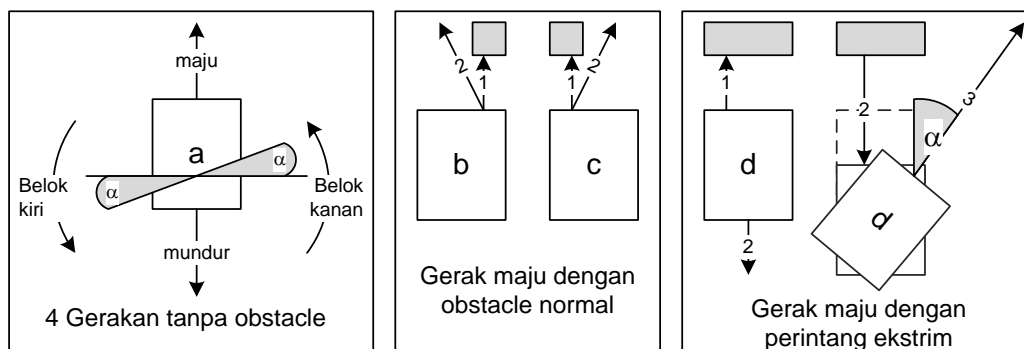 maju
a
α
α
Belok
kiri
Belok
kanan
mundur
4 Gerakan tanpa obstacle
2
1
1
2
b
c
Gerak maju dengan
obstacle normal
1
d
2
2
3
α
d
Gerak maju dengan
perintang ekstrim